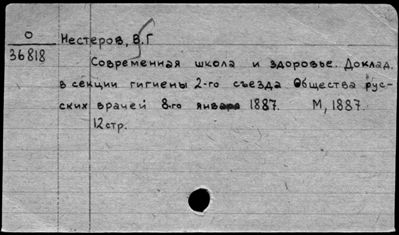 О
36818
Нестеров, В.Г
Современная школа и здоровье. Доклад.
в секции гигиены 2-го съезда Общества рус-
ских врачей 8-го января 1887. М, 1887.
12 стр.